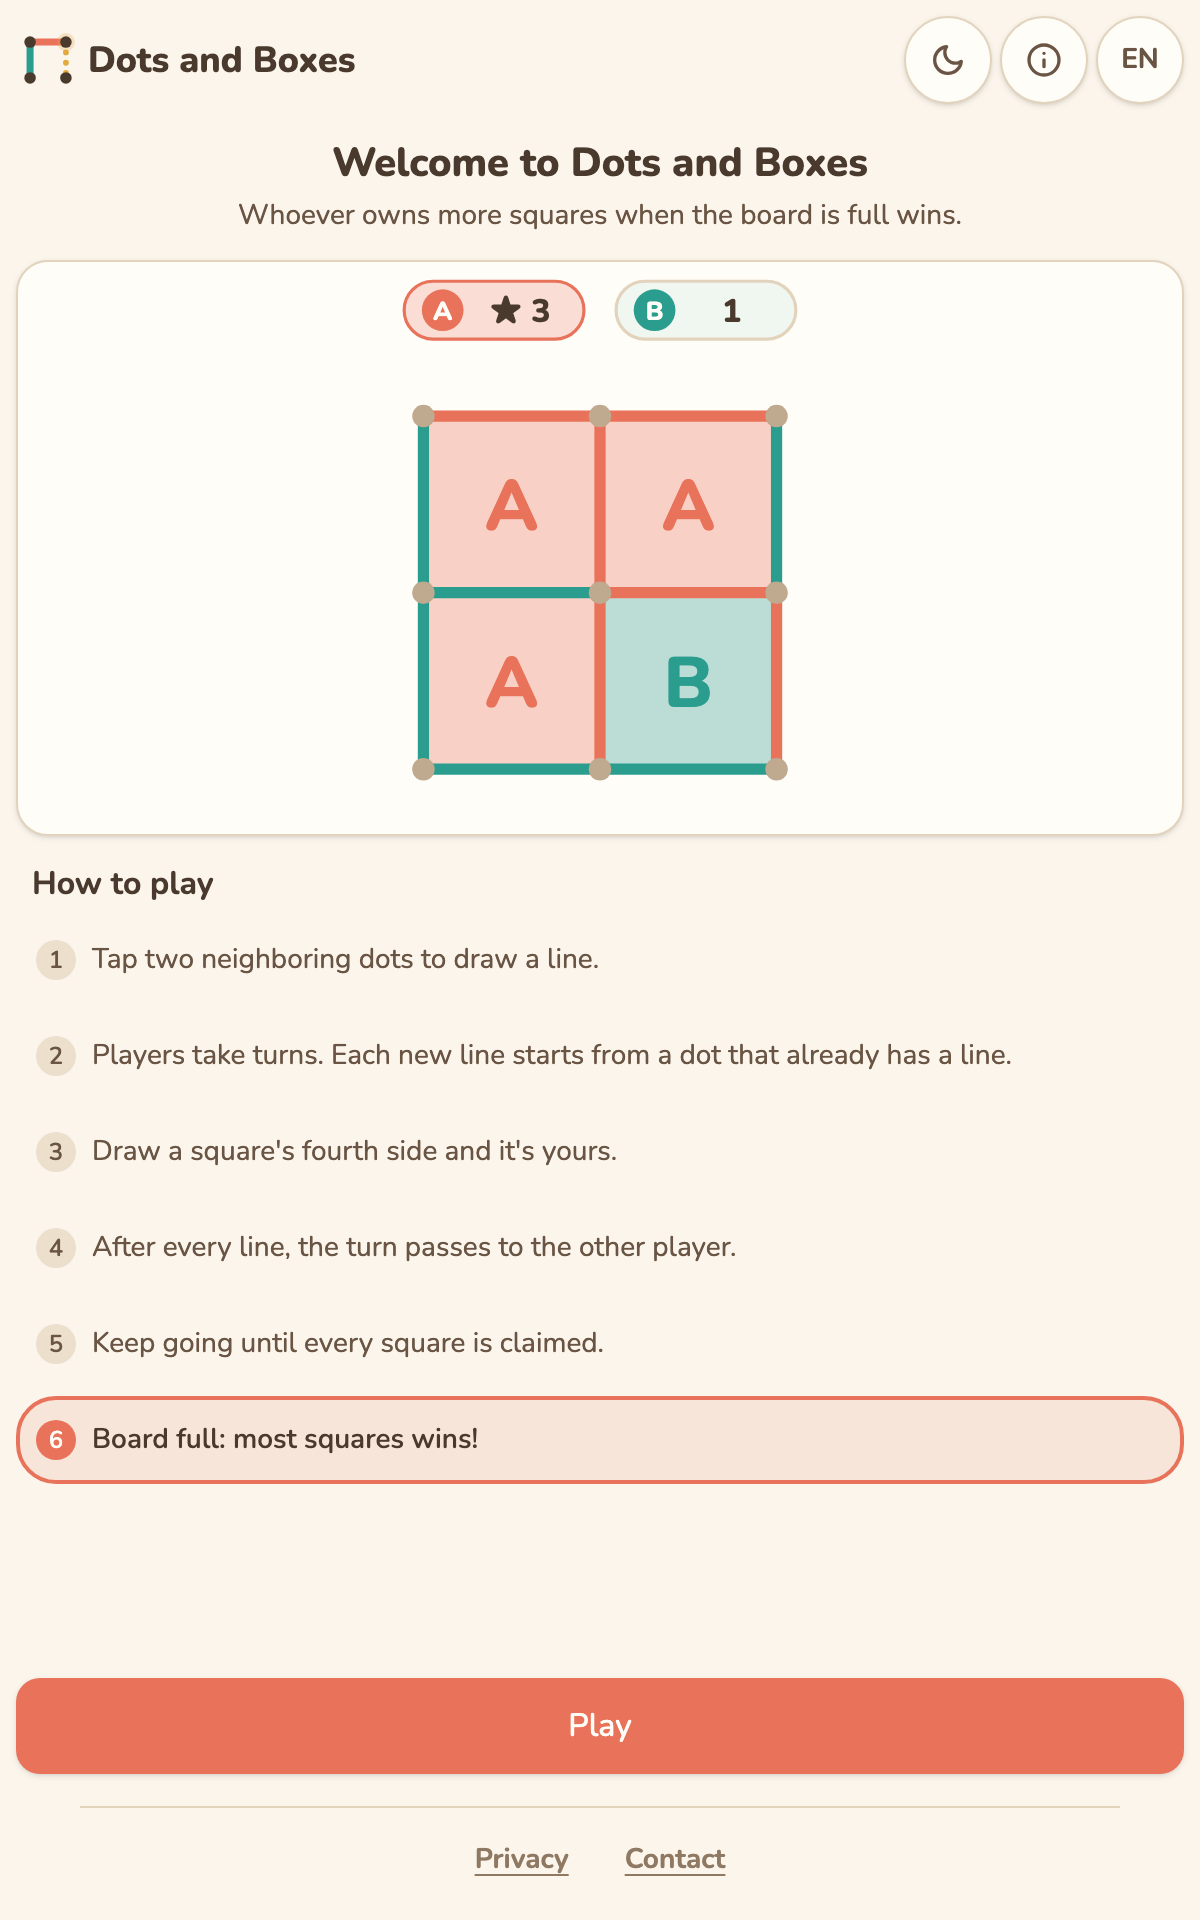 Dots and Boxes
EN
Welcome to Dots and Boxes
Whoever owns more squares when the board is full wins.
A ★ 3 B 1
A A
A B
How to play
1 Tap two neighboring dots to draw a line.
2 Players take turns. Each new line starts from a dot that already has a line.
3 Draw a square's fourth side and it's yours.
4 After every line, the turn passes to the other player.
5 Keep going until every square is claimed.
6 Board full: most squares wins!
Play
Privacy Contact